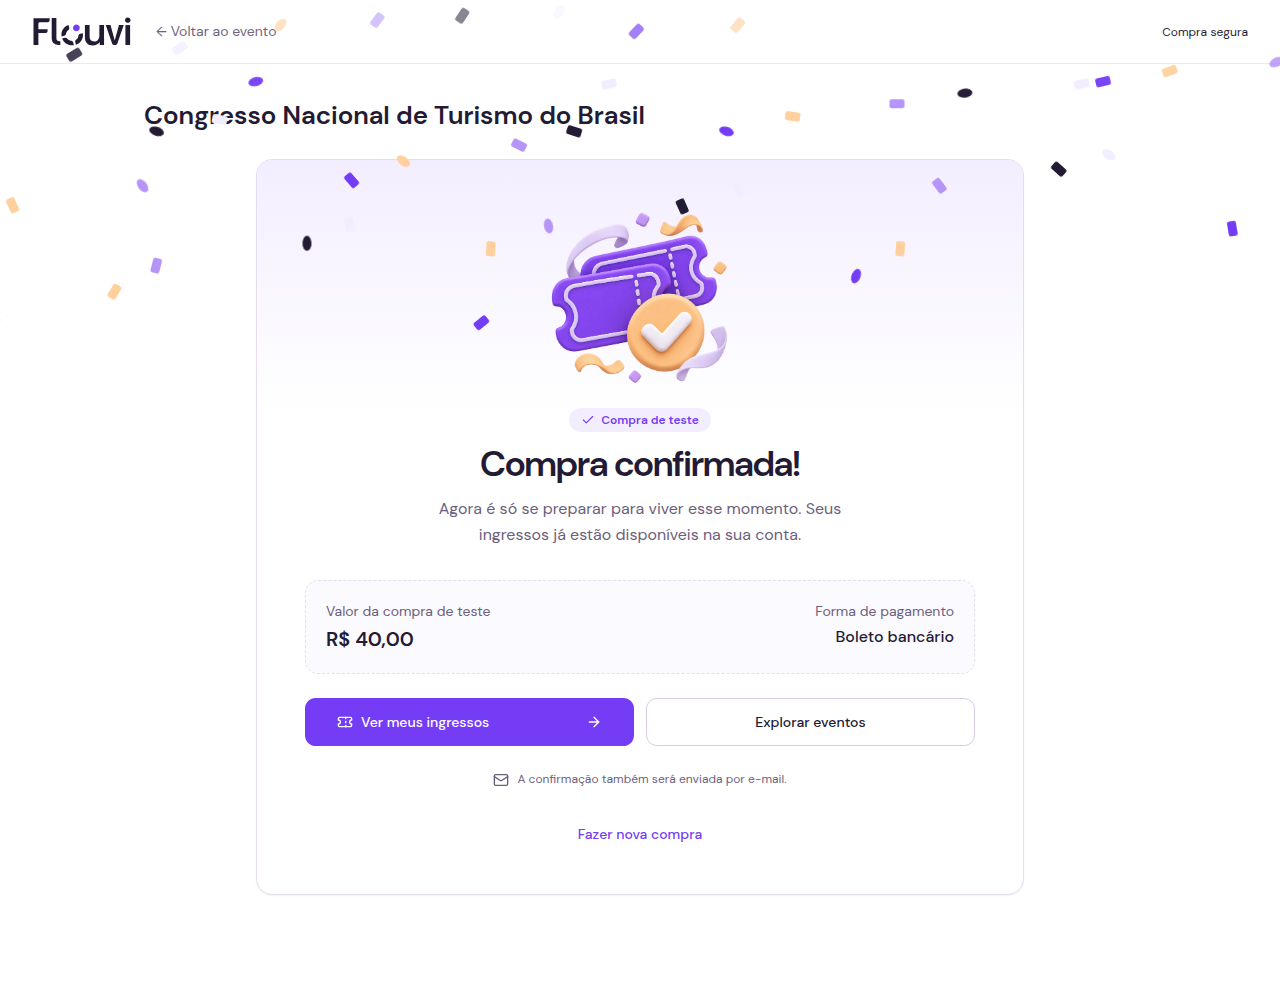 Flouvi
Voltar ao evento
Compra segura
Congresso Nacional de Turismo do Brasil
Compra de teste
Compra confirmada!
Agora é só se preparar para viver esse momento. Seus
ingressos já estão disponíveis na sua conta.
Valor da compra de teste
Forma de pagamento
R$ 40,00
Boleto bancário
Ver meus ingressos
Explorar eventos
A confirmação também será enviada por e-mail.
Fazer nova compra